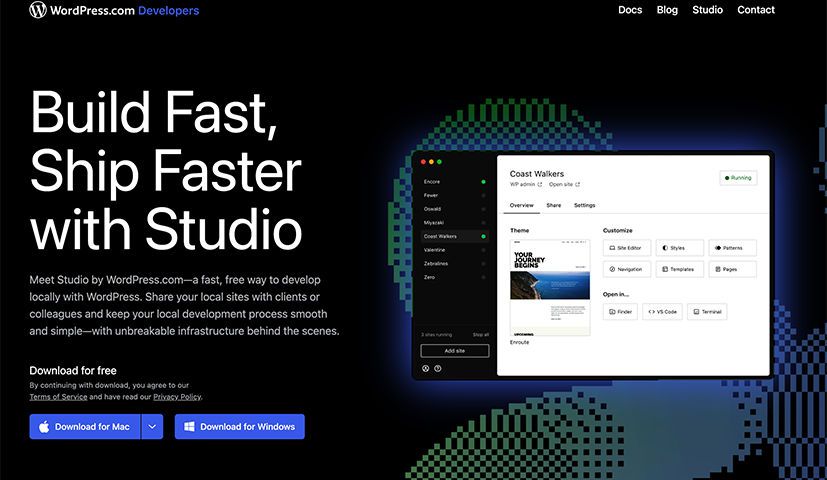 WordPress.com Developers
Docs Blog Studio Contact
Build Fast,
Ship Faster
with Studio
Meet Studio by WordPress.com—a fast, free way to develop
locally with WordPress. Share your local sites with clients or
colleagues and keep your local development process smooth
and simple—with unbreakable infrastructure behind the scenes.
Download for free
By continuing with download, you agree to our
Terms of Service and have read our Privacy Policy.
Download for Mac
Download for Windows
Encore
Fewer
Oswald
Miyazaki
Coast Walkers
Valentine
Zebralines
Zero
3 sites running Stop all
Add site
Coast Walkers
WP admin Open site
Running
Overview Share Settings
Theme
YOUR
JOURNEY
BEGINS
UPCOMING
Enroute
Customize
Site Editor Styles Patterns
Navigation Templates Pages
Open in...
Finder VS Code Terminal